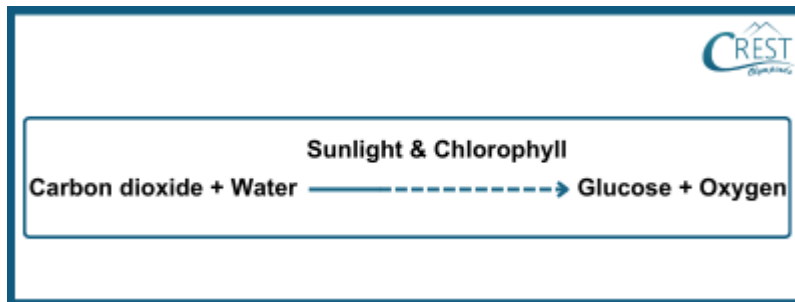 CREST
Olympiads
Sunlight & Chlorophyll
Carbon dioxide + Water Glucose + Oxygen